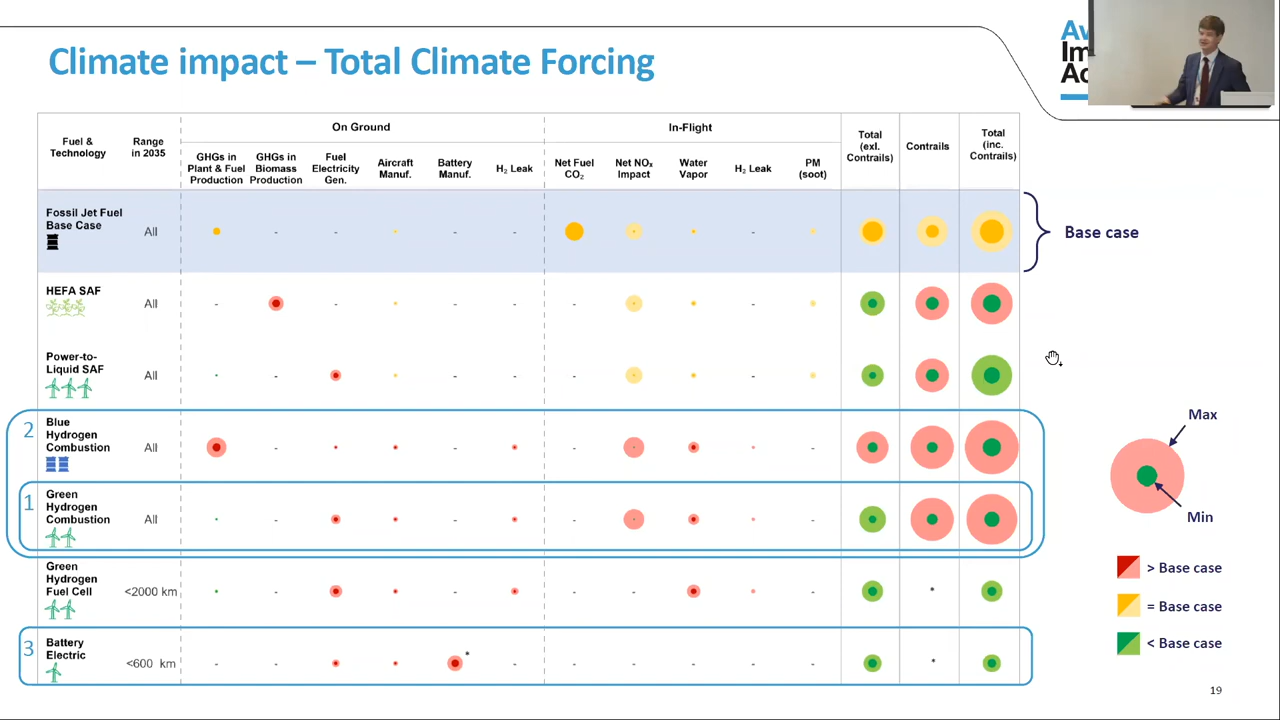 Climate impact – Total Climate Forcing
Av
Im
Ac
Fuel & Technology
Range in 2035
On Ground
In-Flight
GHGs in Plant & Fuel Production
GHGs in Biomass Production
Fuel Electricity Gen.
Aircraft Manuf.
Battery Manuf.
H₂ Leak
Net Fuel CO₂
Net NOₓ Impact
Water Vapor
H₂ Leak
PM (soot)
Total (exl. Contrails)
Contrails
Total (inc. Contrails)
Fossil Jet Fuel Base Case
All
- - - - - -
Base case
HEFA SAF
All
- - - - - - -
Power-to-Liquid SAF
All
- - - - -
2
Blue Hydrogen Combustion
All
- - - -
1
Green Hydrogen Combustion
All
- - - -
Green Hydrogen Fuel Cell
<2000 km
- - - - - *
3
Battery Electric
<600 km
- - * - - - - - - *
Max
Min
> Base case
= Base case
< Base case
19